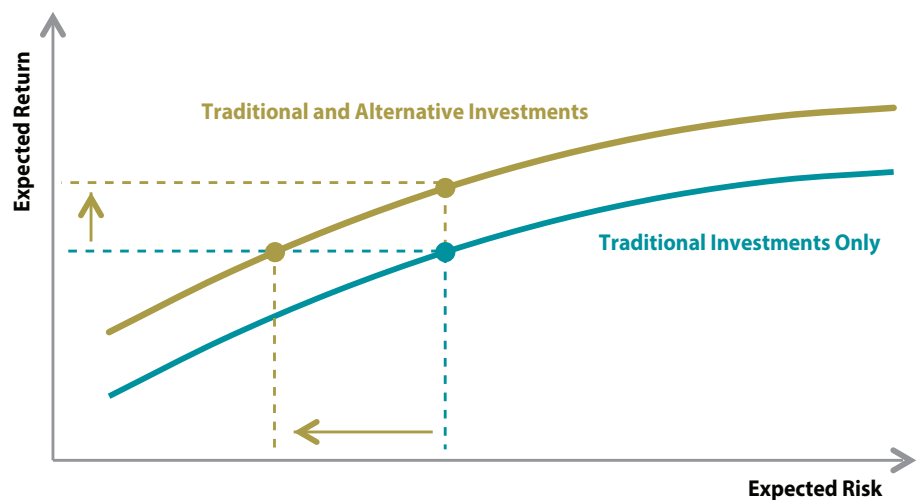 Expected Return
Traditional and Alternative Investments
Traditional Investments Only
Expected Risk